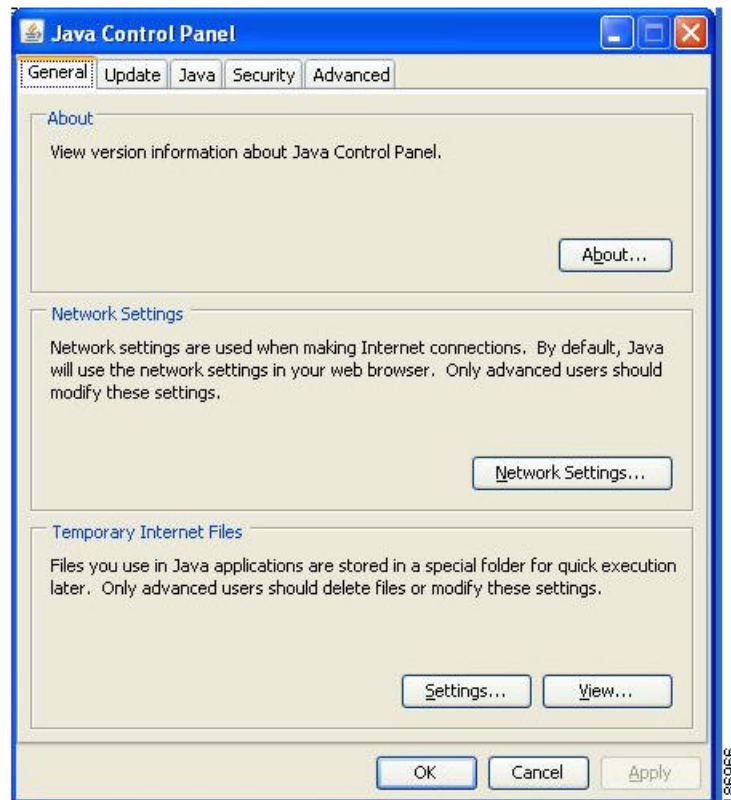 Java Control Panel
General Update Java Security Advanced
About
View version information about Java Control Panel.
About...
Network Settings
Network settings are used when making Internet connections. By default, Java
will use the network settings in your web browser. Only advanced users should
modify these settings.
Network Settings...
Temporary Internet Files
Files you use in Java applications are stored in a special folder for quick execution
later. Only advanced users should delete files or modify these settings.
Settings... View...
OK Cancel Apply